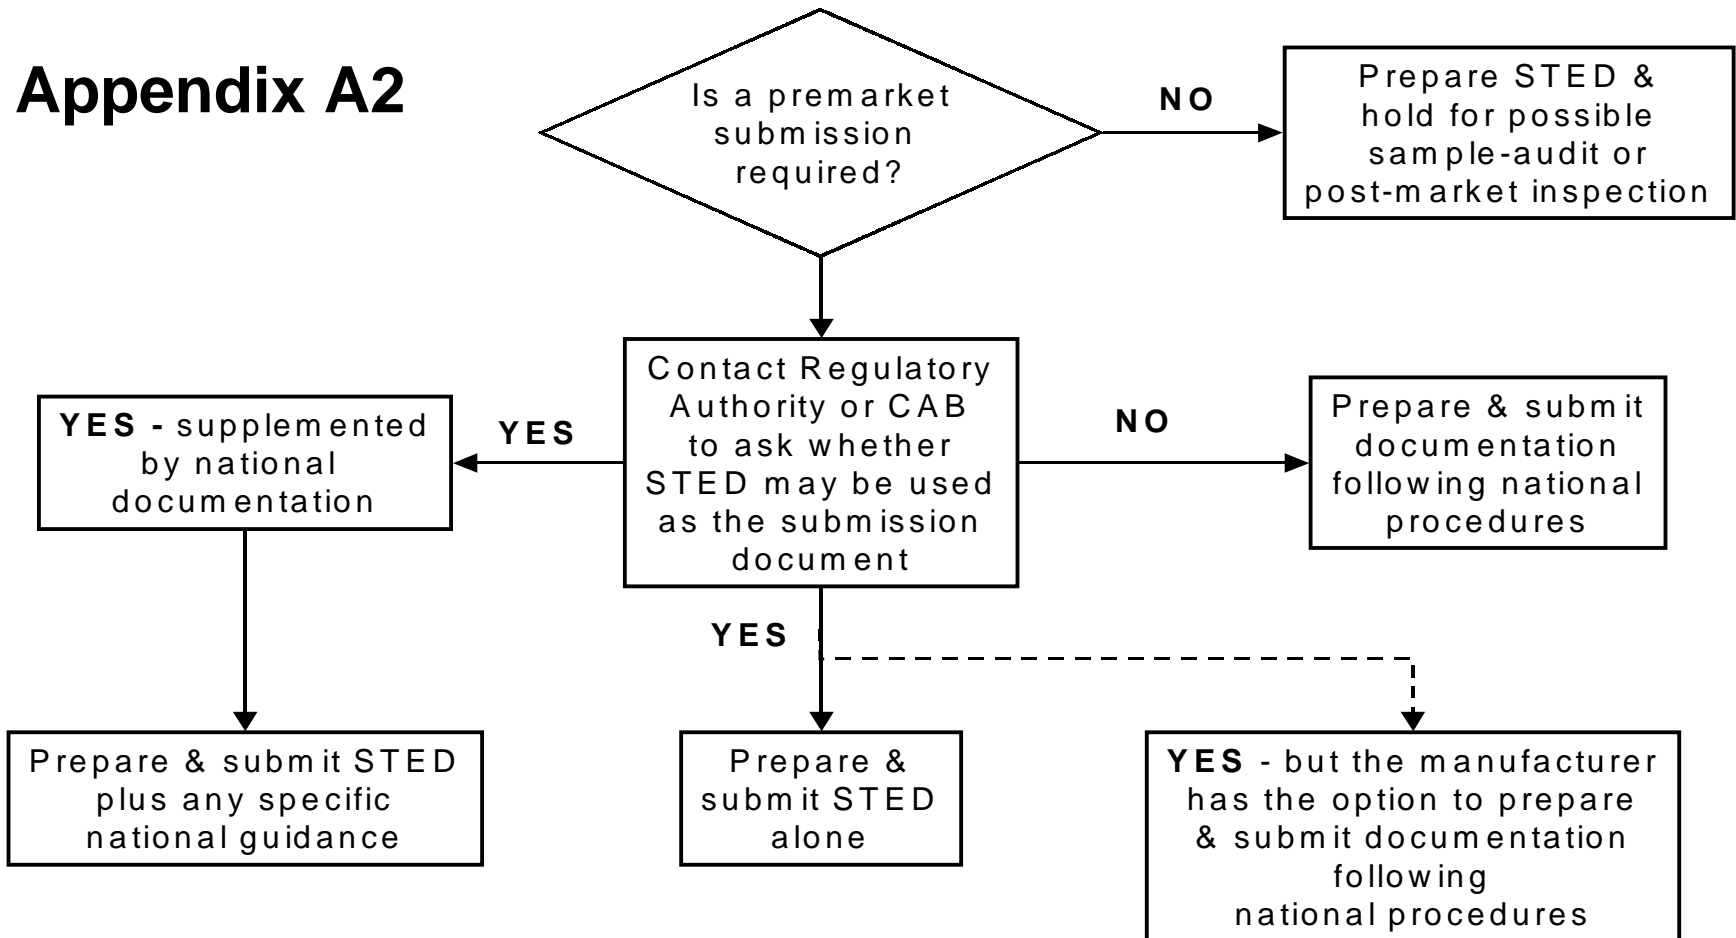 Appendix A2
Is a premarket
submission
required?
NO
Prepare STED &
hold for possible
sample-audit or
post-market inspection
Contact Regulatory
Authority or CAB
to ask whether
STED may be used
as the submission
document
YES
YES - supplemented
by national
documentation
NO
Prepare & submit
documentation
following national
procedures
YES
Prepare & submit STED
plus any specific
national guidance
Prepare &
submit STED
alone
YES - but the manufacturer
has the option to prepare
& submit documentation
following
national procedures